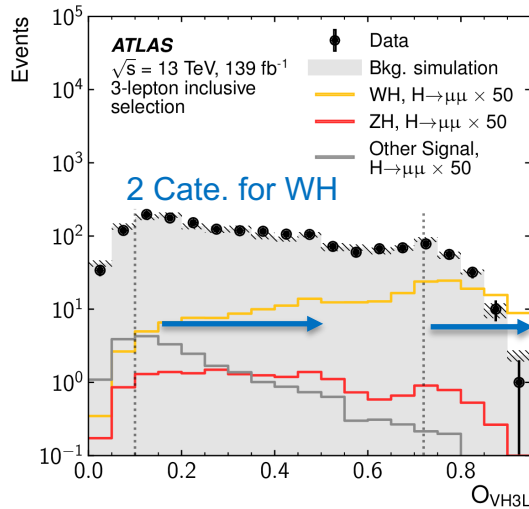 Events
10⁵
10⁴
10³
10²
10¹
10⁰
10⁻¹
ATLAS
√s = 13 TeV, 139 fb⁻¹
3-lepton inclusive
selection
Data
Bkg. simulation
WH, H→μμ × 50
ZH, H→μμ × 50
Other Signal,
H→μμ × 50
2 Cate. for WH
0.0 0.2 0.4 0.6 0.8
O_VH3L